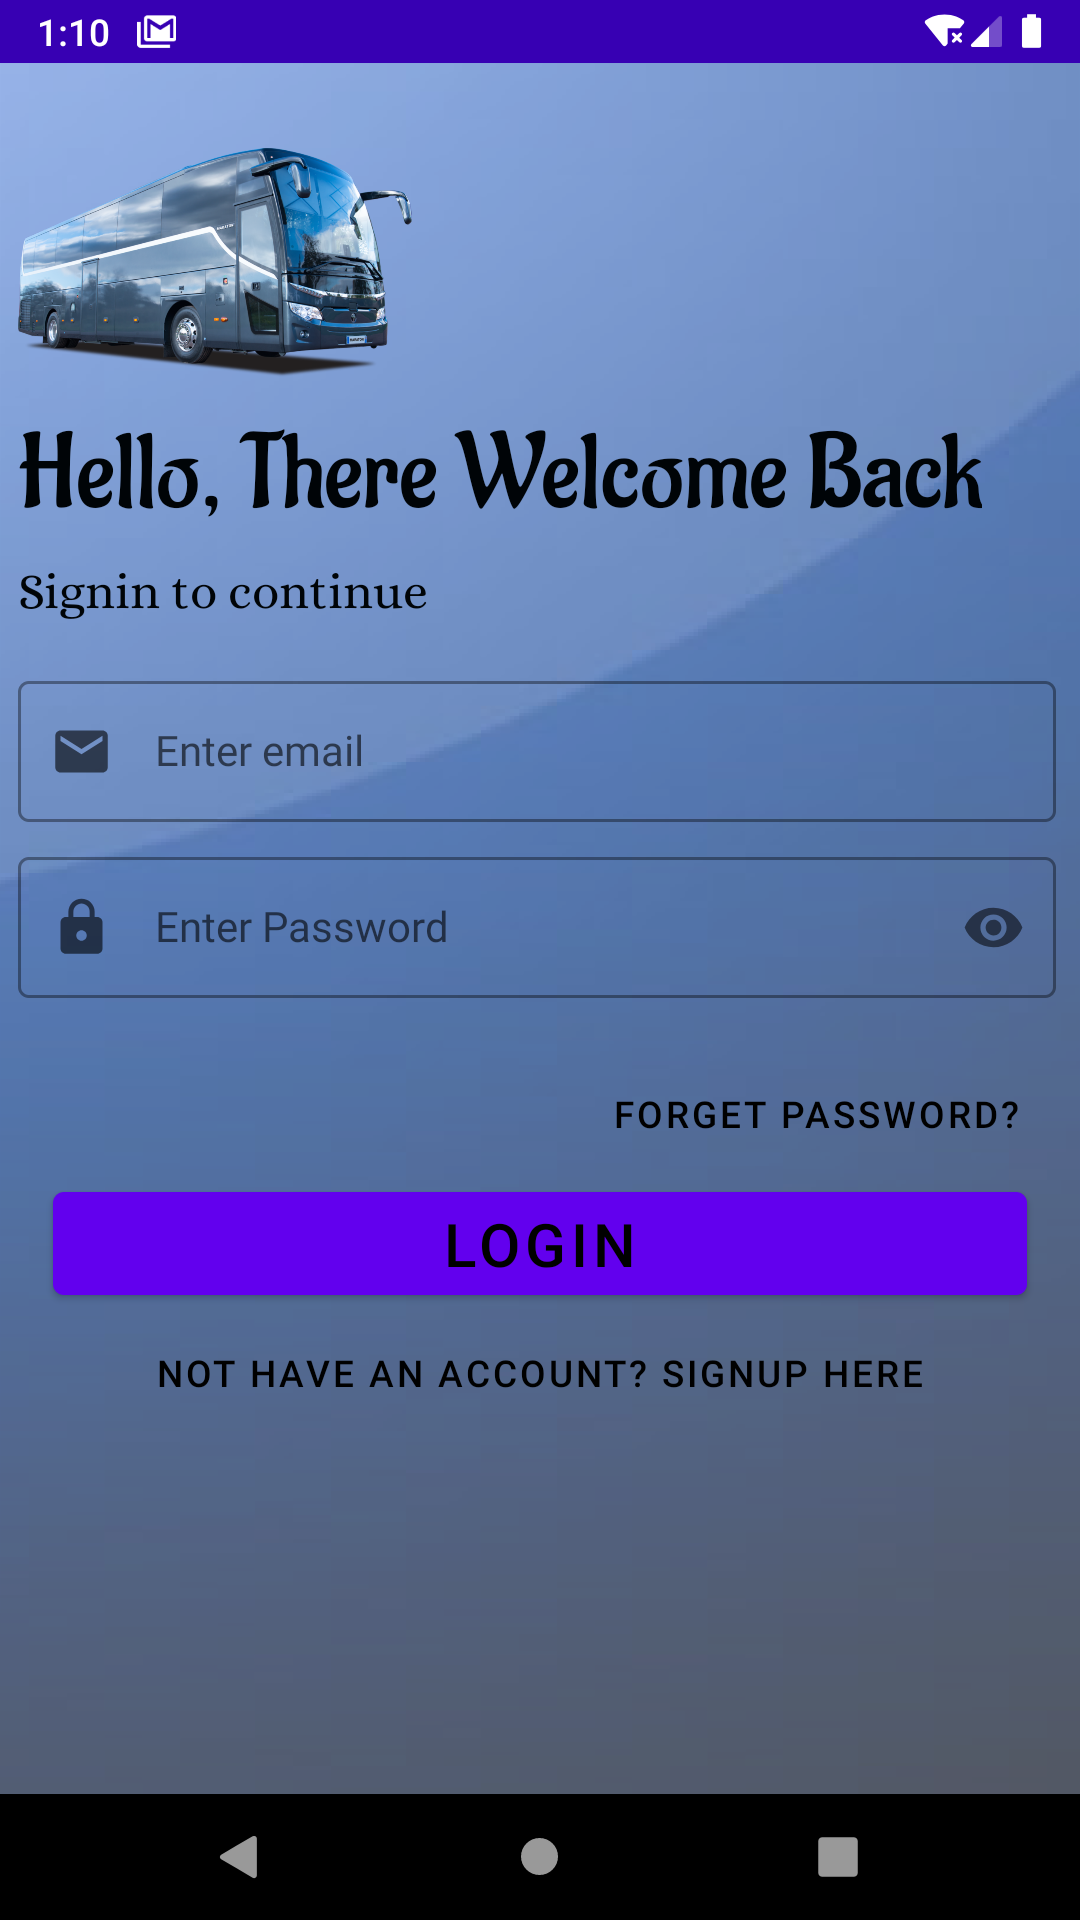 1:10
Hello, There Welcome Back
Signin to continue
Enter email
Enter Password
FORGET PASSWORD?
LOGIN
NOT HAVE AN ACCOUNT? SIGNUP HERE